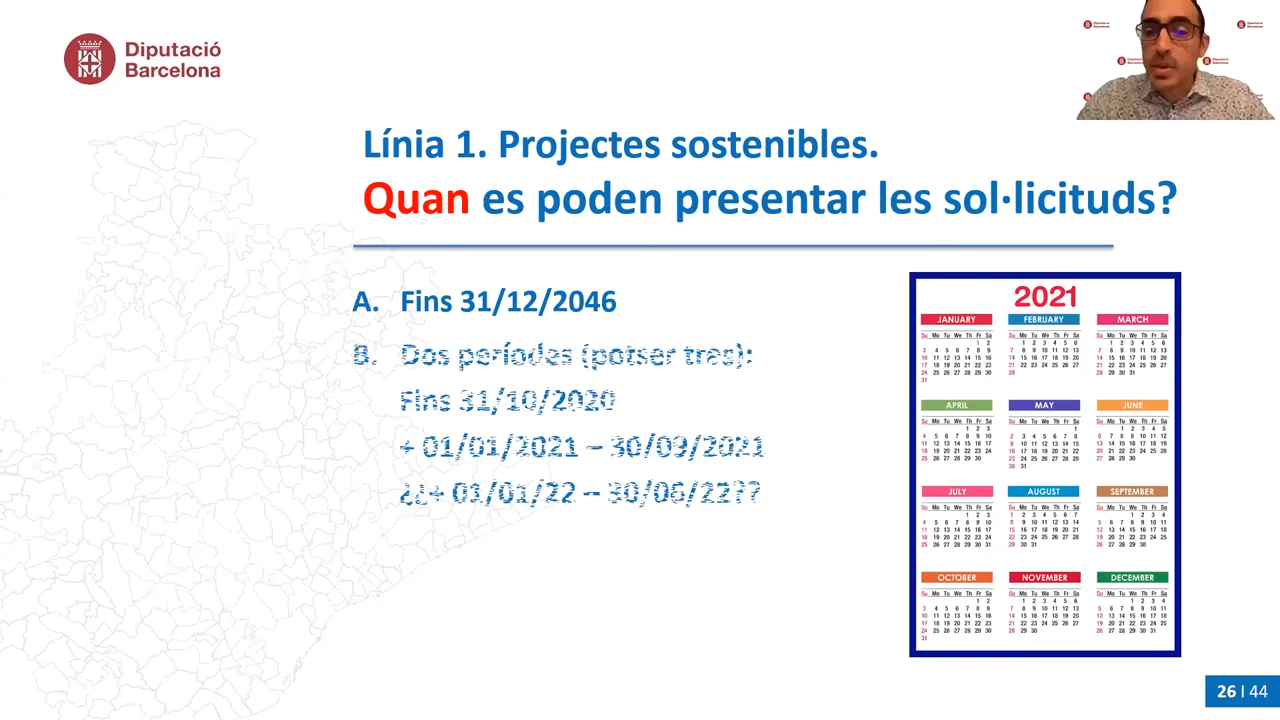 Diputació
Barcelona
Línia 1. Projectes sostenibles.
Quan es poden presentar les sol·licituds?
A. Fins 31/12/2046
B. Dos períodes (potser tres):
Fins 31/10/2020
+ 01/01/2021 – 30/09/2021
¿¿+ 01/01/22 – 30/06/22??
2021
JANUARY FEBRUARY MARCH
APRIL MAY JUNE
JULY AUGUST SEPTEMBER
OCTOBER NOVEMBER DECEMBER
26 | 44